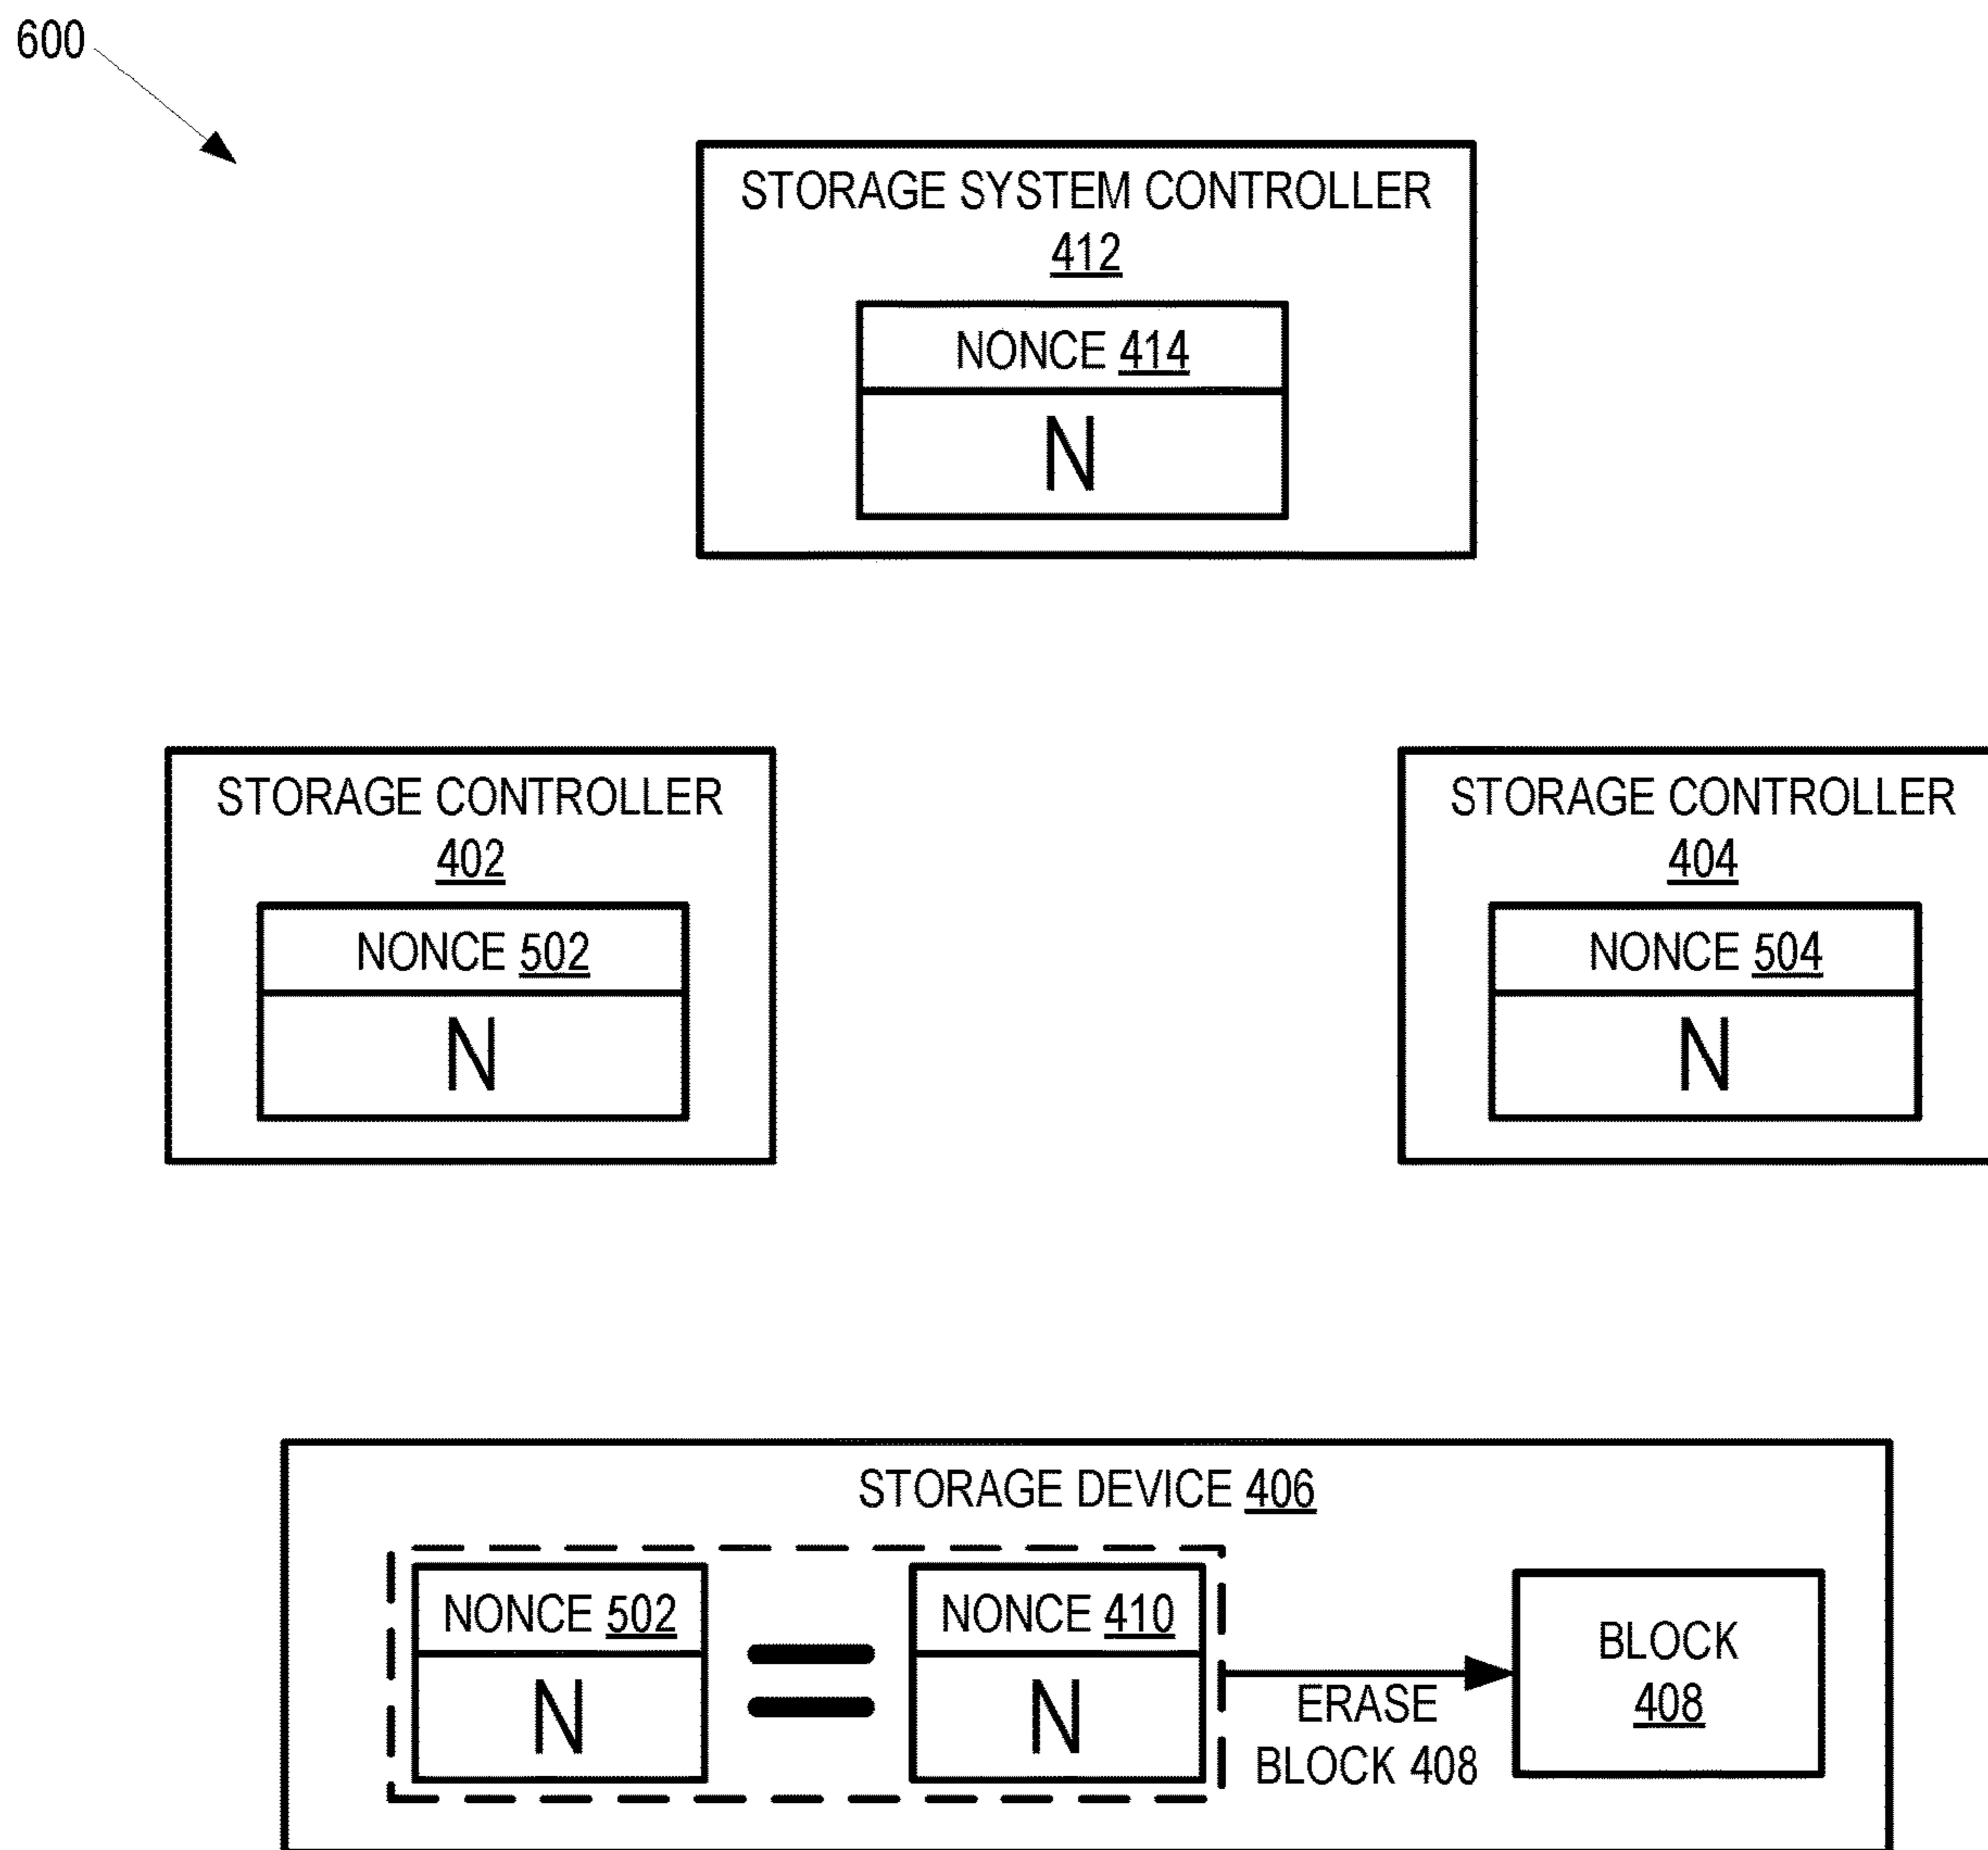 600
STORAGE SYSTEM CONTROLLER
412
NONCE 414
N
STORAGE CONTROLLER
402
NONCE 502
N
STORAGE CONTROLLER
404
NONCE 504
N
STORAGE DEVICE 406
NONCE 502
N
=
NONCE 410
N
ERASE
BLOCK 408
BLOCK
408